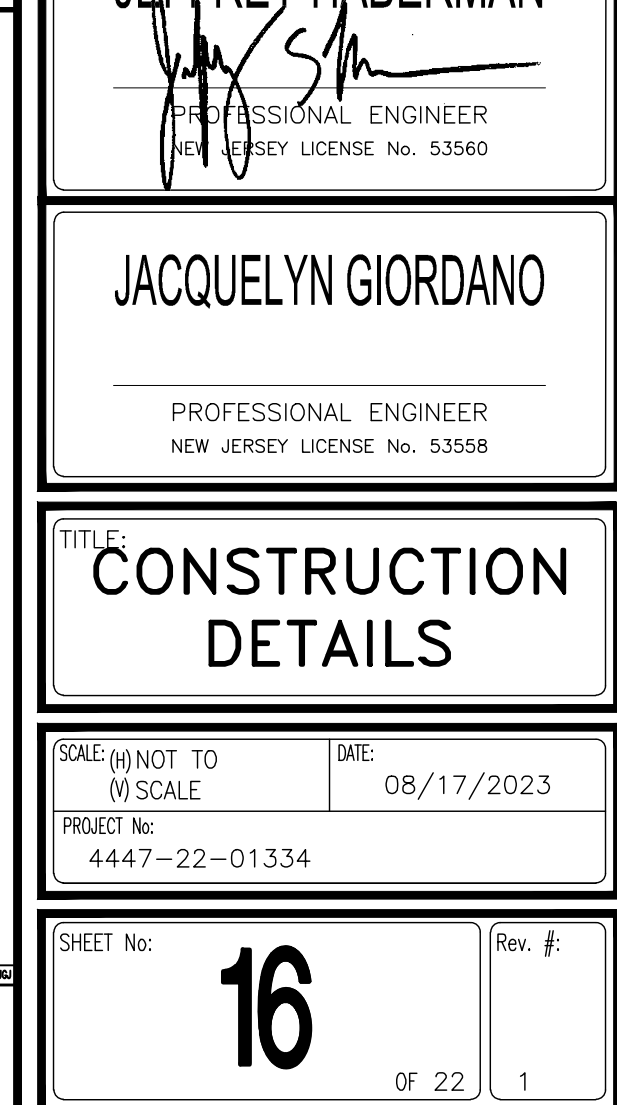 JEFFREY HABERMAN
PROFESSIONAL ENGINEER
NEW JERSEY LICENSE No. 53560
JACQUELYN GIORDANO
PROFESSIONAL ENGINEER
NEW JERSEY LICENSE No. 53558
TITLE:
CONSTRUCTION
DETAILS
SCALE: (H) NOT TO
(V) SCALE
DATE:
08/17/2023
PROJECT No:
4447-22-01334
SHEET No:
16
OF 22
Rev. #:
1